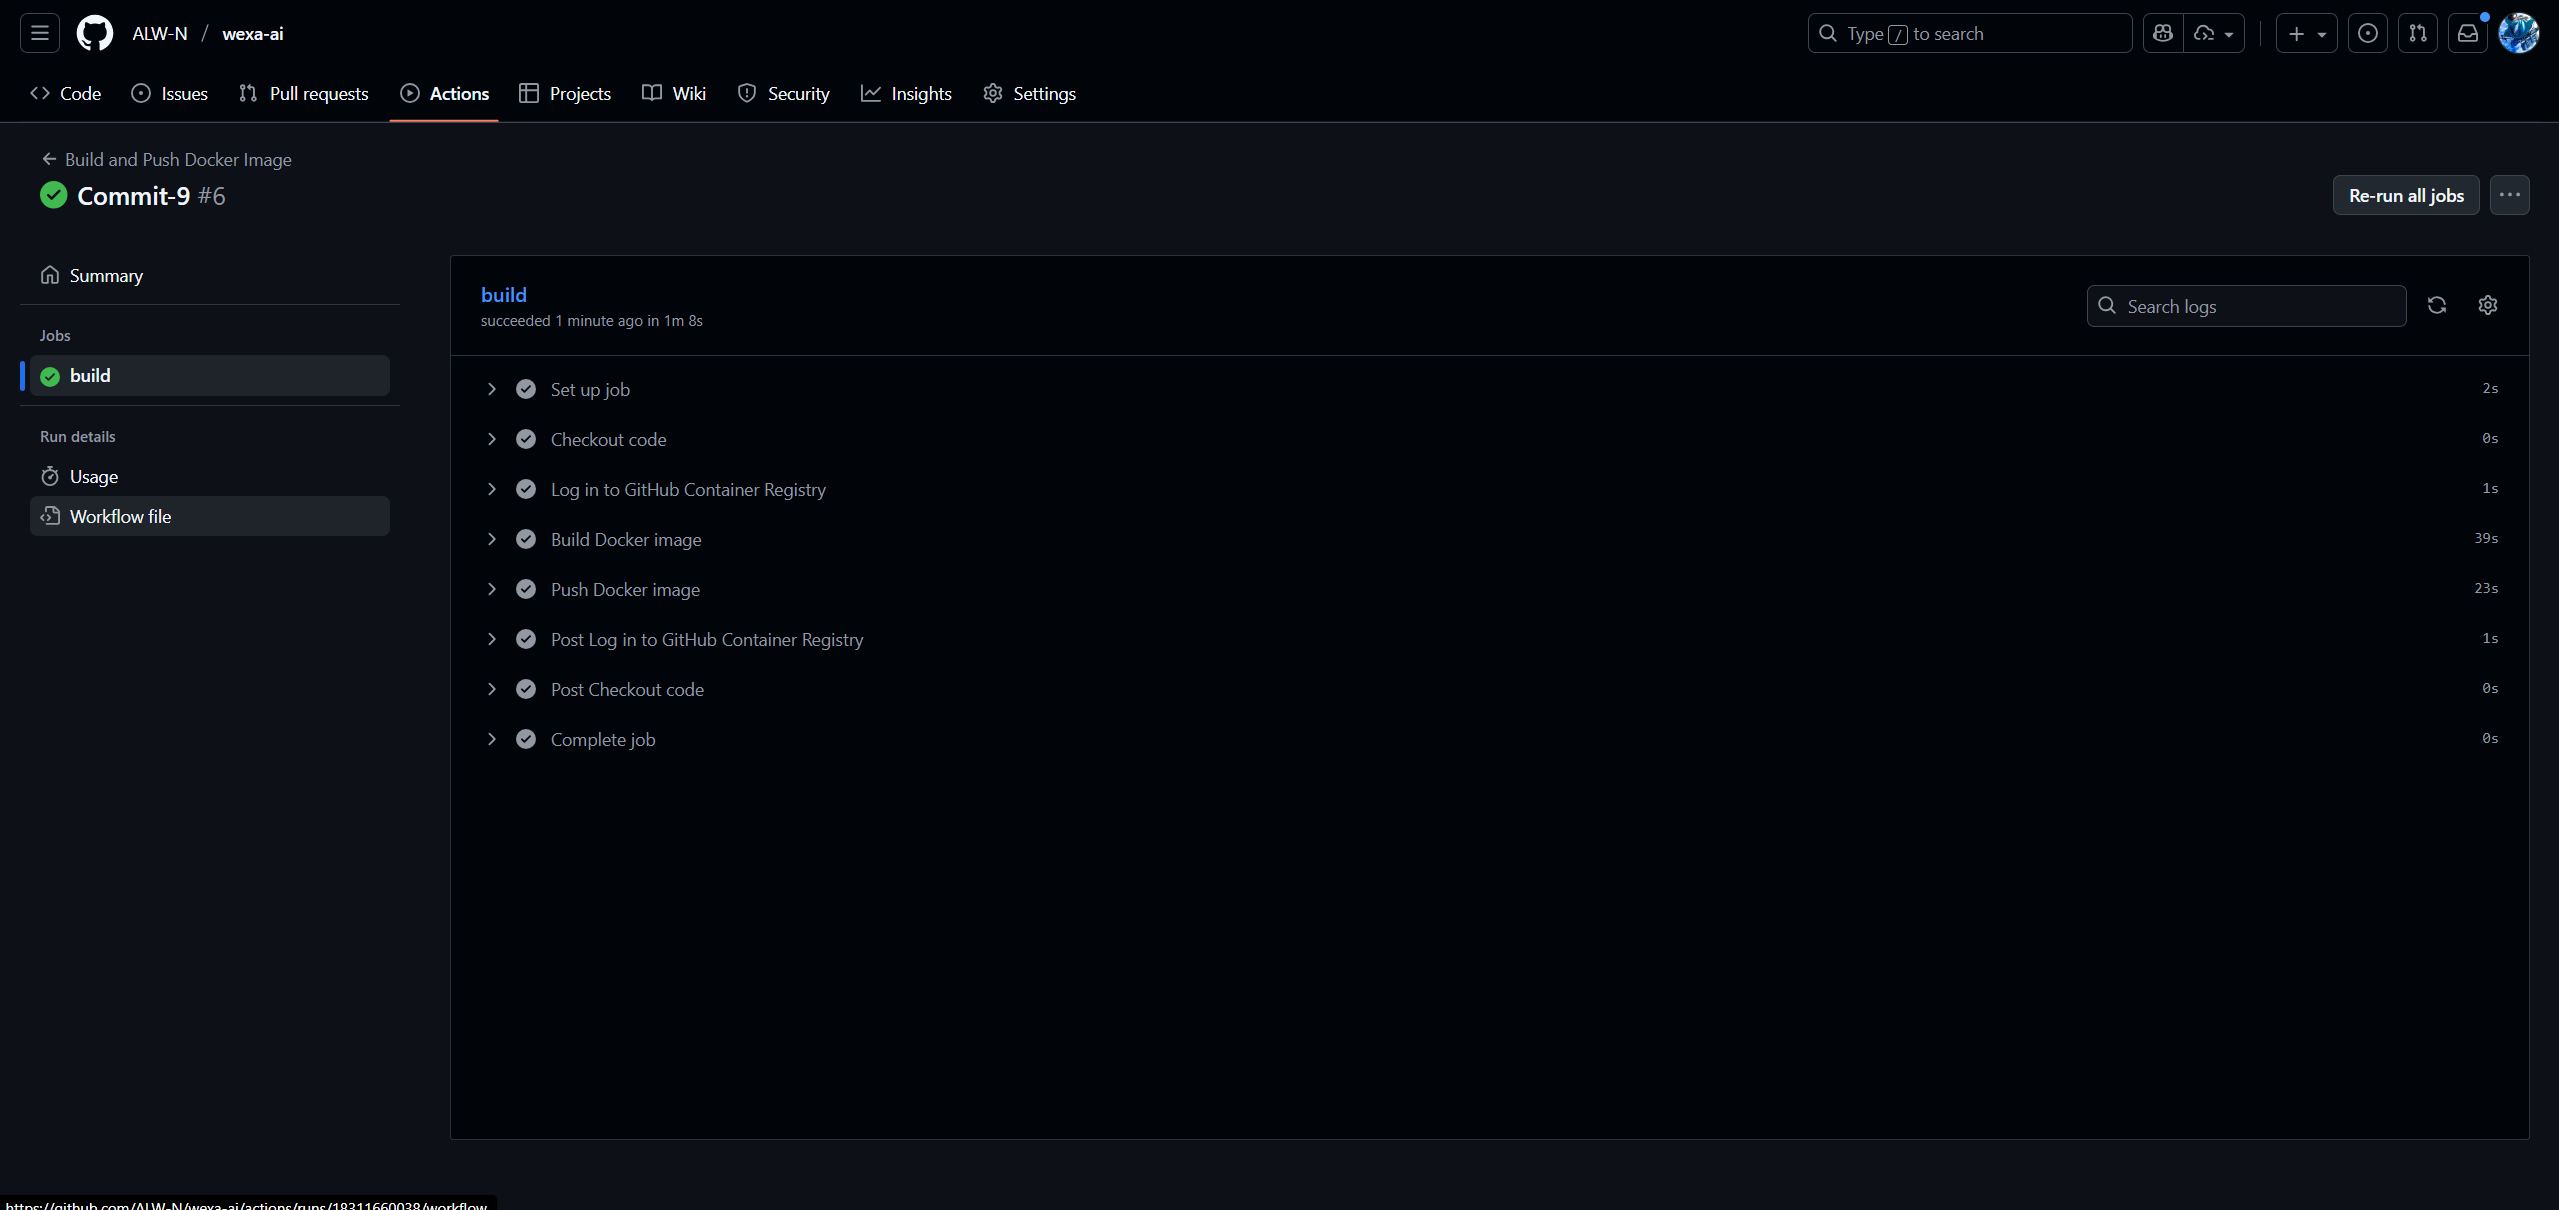 ALW-N / wexa-ai
Type / to search
Code Issues Pull requests Actions Projects Wiki Security Insights Settings
Build and Push Docker Image
Commit-9 #6
Re-run all jobs
Summary
Jobs
build
Run details
Usage
Workflow file
build
succeeded 1 minute ago in 1m 8s
Search logs
Set up job 2s
Checkout code 0s
Log in to GitHub Container Registry 1s
Build Docker image 39s
Push Docker image 23s
Post Log in to GitHub Container Registry 1s
Post Checkout code 0s
Complete job 0s
https://github.com/ALW-N/wexa-ai/actions/runs/18311660038/workflow